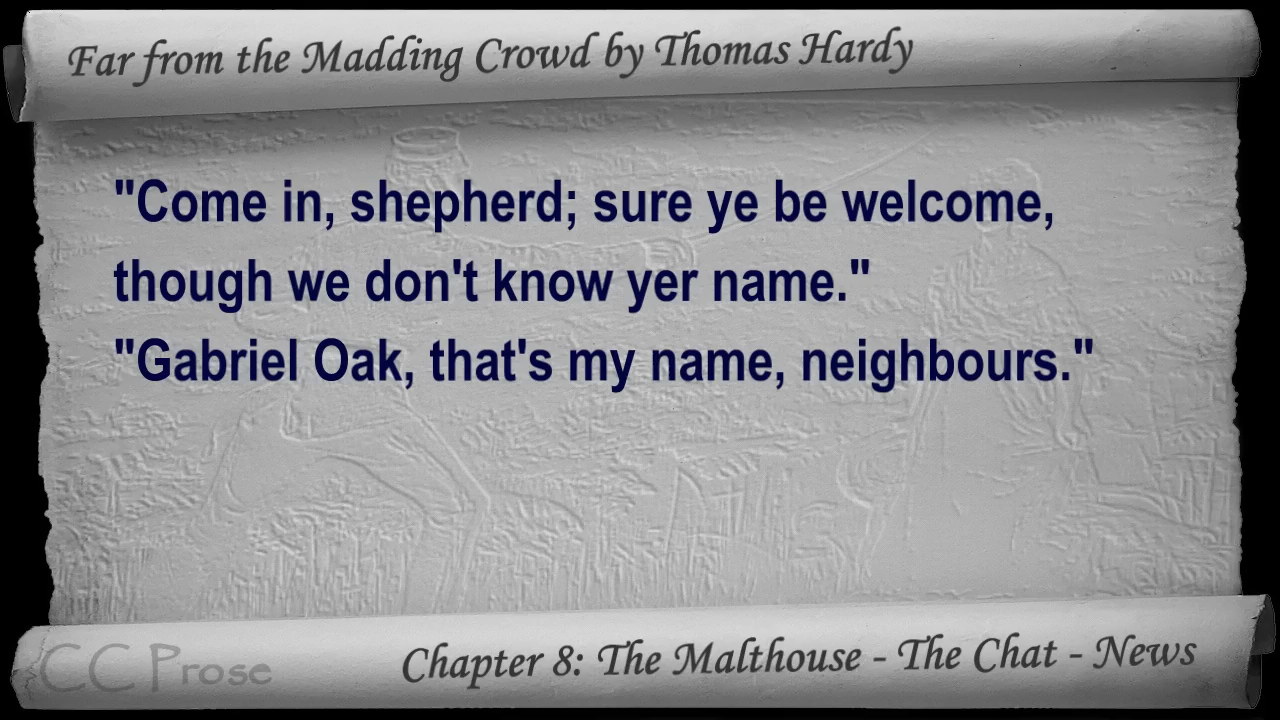 Far from the Madding Crowd by Thomas Hardy
"Come in, shepherd; sure ye be welcome,
though we don't know yer name."
"Gabriel Oak, that's my name, neighbours."
CC Prose
Chapter 8: The Malthouse - The Chat - News